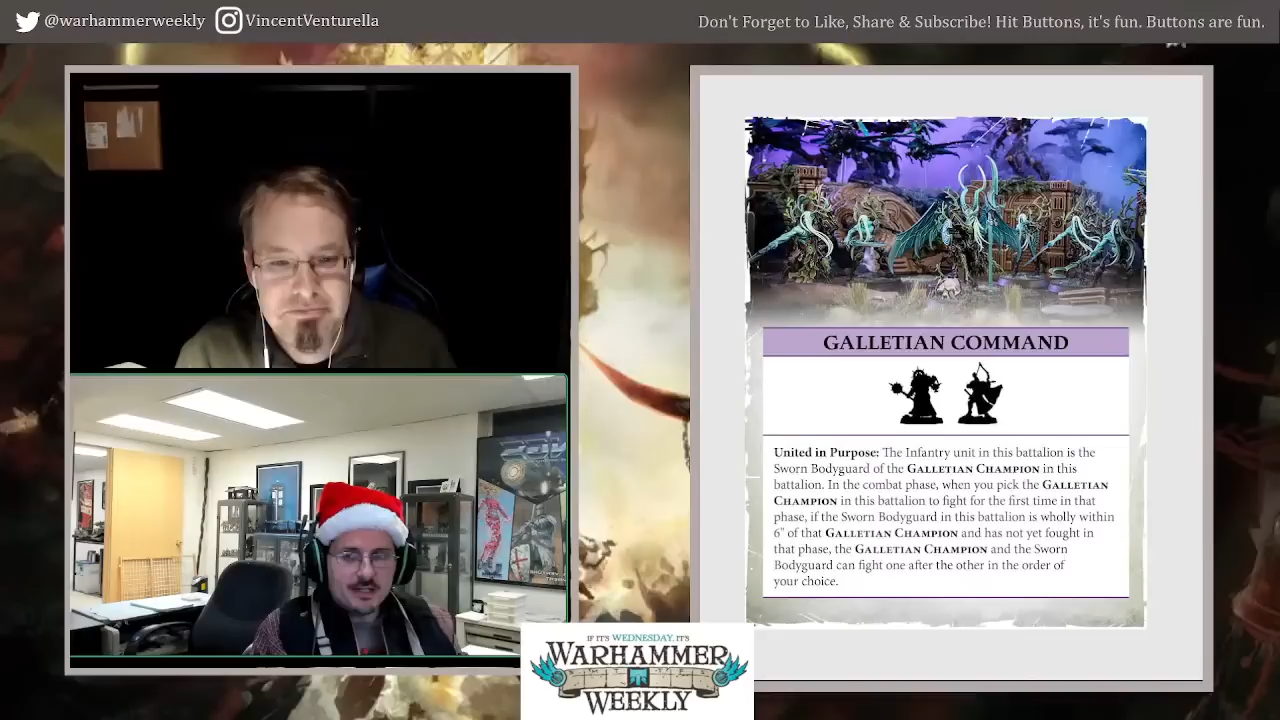 @warhammerweekly VincentVenturella
Don't Forget to Like, Share & Subscribe! Hit Buttons, it's fun. Buttons are fun.
GALLETIAN COMMAND
United in Purpose: The Infantry unit in this battalion is the
Sworn Bodyguard of the GALLETIAN CHAMPION in this
battalion. In the combat phase, when you pick the GALLETIAN
CHAMPION in this battalion to fight for the first time in that
phase, if the Sworn Bodyguard in this battalion is wholly within
6" of that GALLETIAN CHAMPION and has not yet fought in
that phase, the GALLETIAN CHAMPION and the Sworn
Bodyguard can fight one after the other in the order of
your choice.
IF IT'S WEDNESDAY, IT'S
WARHAMMER
WEEKLY